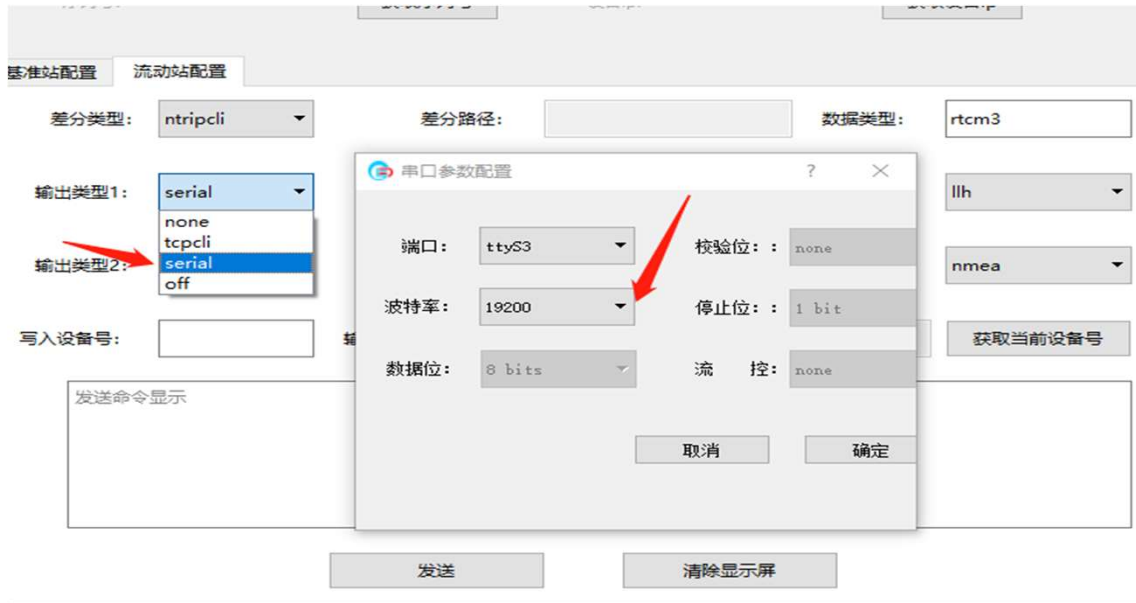 基准站配置 流动站配置
差分类型: ntripcli 差分路径: 数据类型: rtcm3
串口参数配置 ?
输出类型1: serial llh
none
tcpcli
端口: ttyS3 校验位: : none
输出类型2: serial nmea
off
波特率: 19200 停止位: : 1 bit
写入设备号: 获取当前设备号
数据位: 8 bits 流 控: none
发送命令显示
取消 确定
发送 清除显示屏